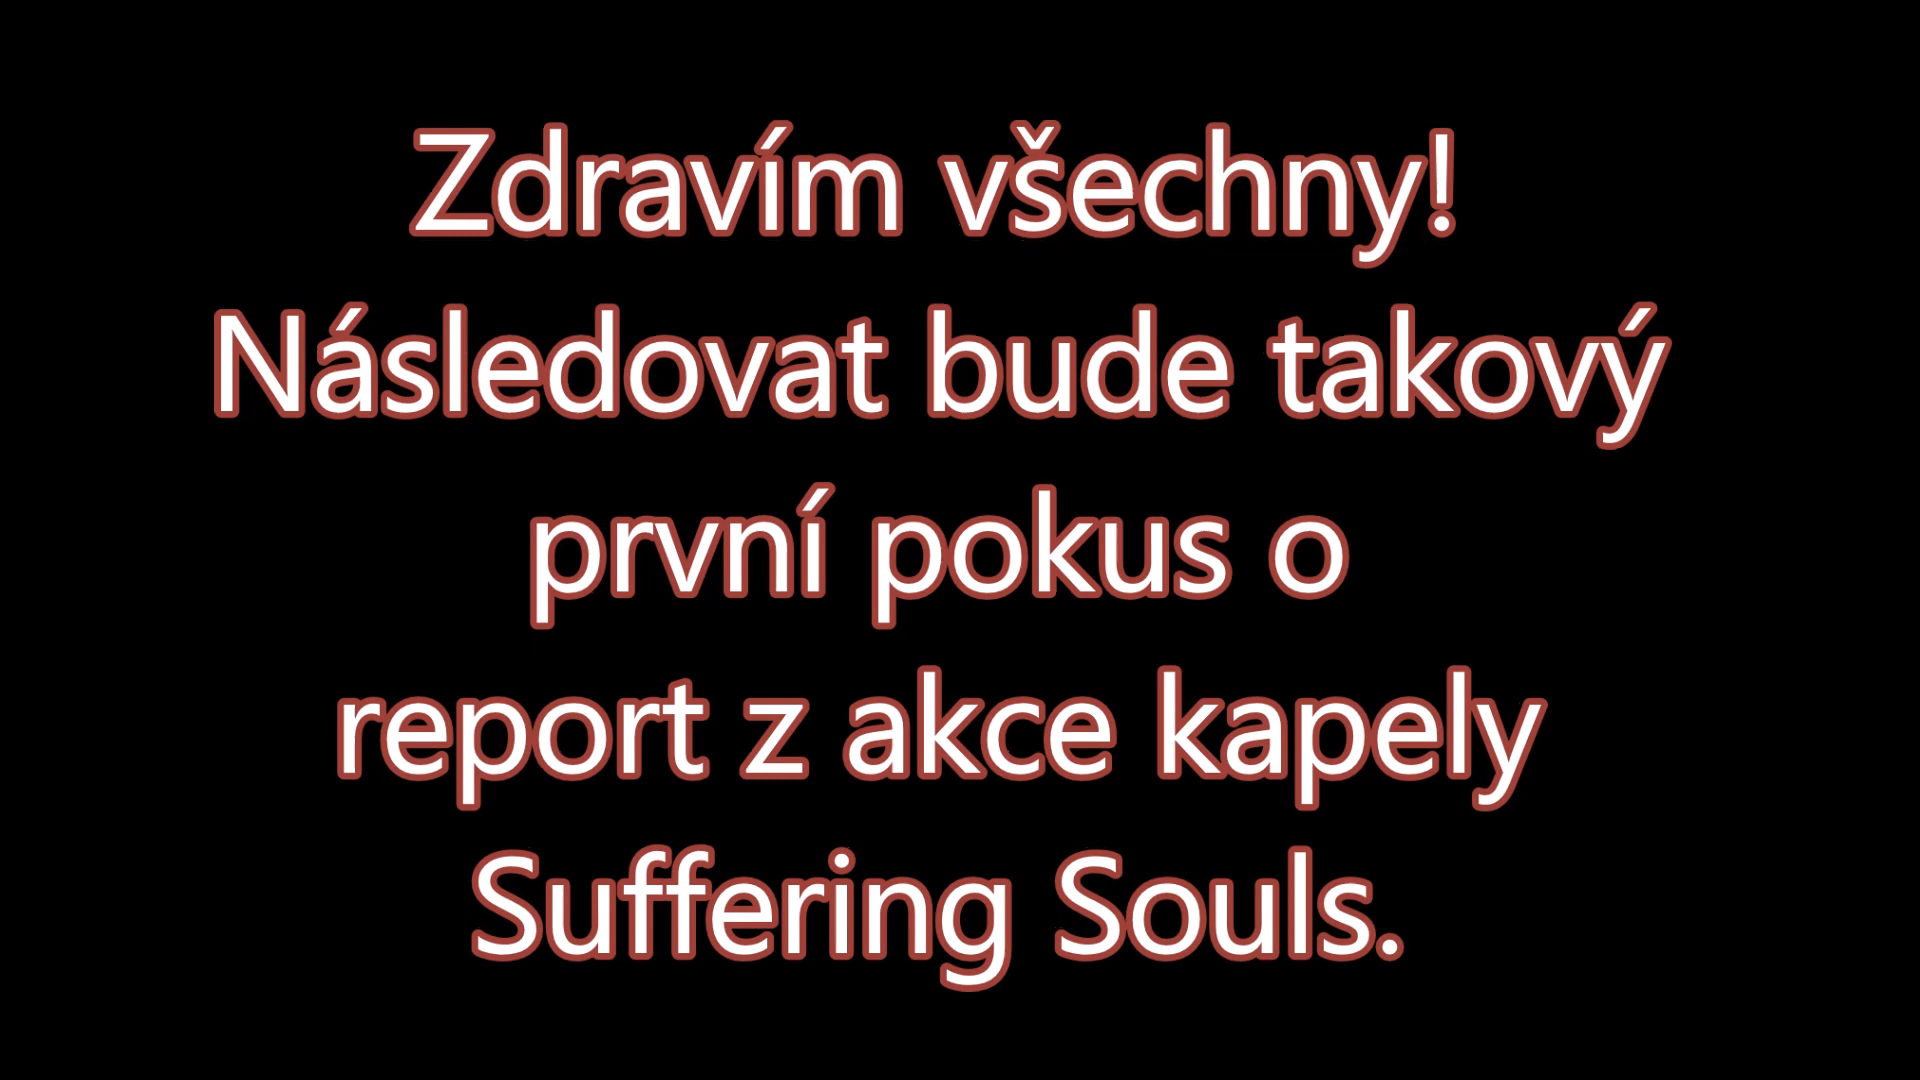 Zdravím všechny!
Následovat bude takový
první pokus o
report z akce kapely
Suffering Souls.